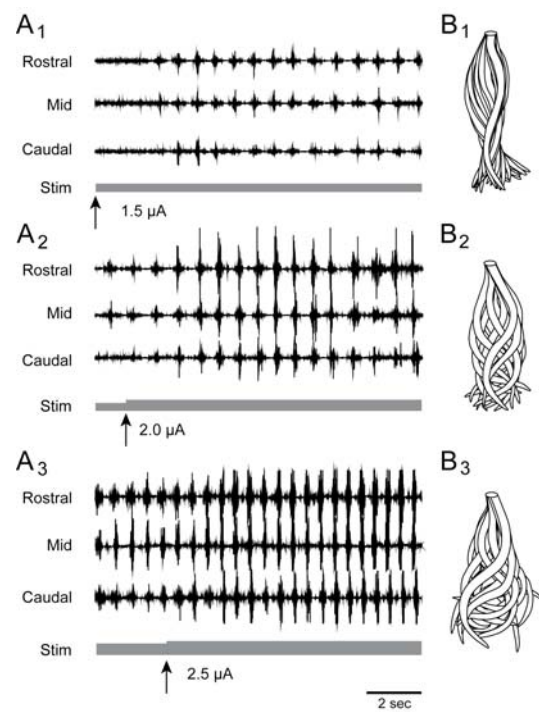 A1
B1
Rostral
Mid
Caudal
Stim
1.5 µA
A2
B2
Rostral
Mid
Caudal
Stim
2.0 µA
A3
B3
Rostral
Mid
Caudal
Stim
2.5 µA
2 sec